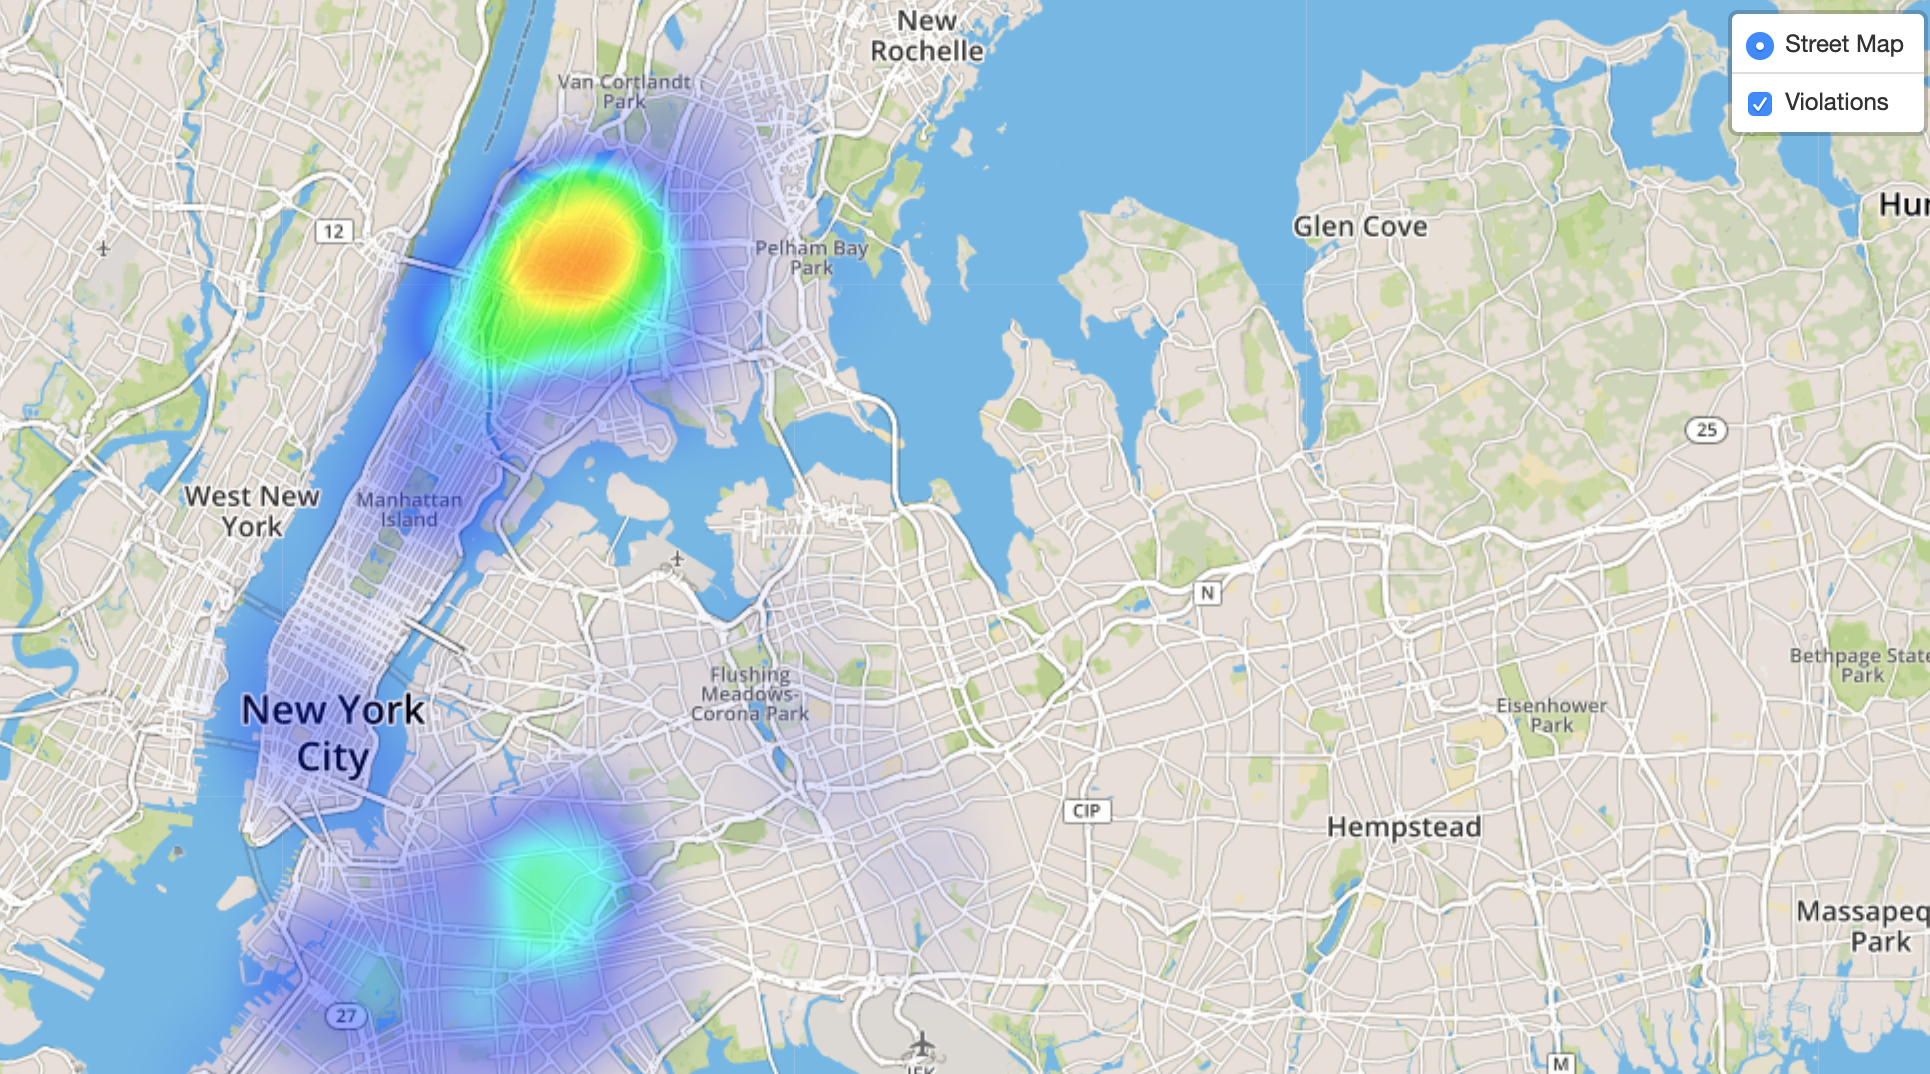 New
Rochelle
Street Map
Violations
Van Cortlandt
Park
Hur
12
Glen Cove
Pelham Bay
Park
25
West New
York
Manhattan
Island
N
Flushing
Meadows-
Corona Park
Bethpage State
Park
Eisenhower
Park
New York
City
CIP
Hempstead
Massapeq
Park
27
JFK
M